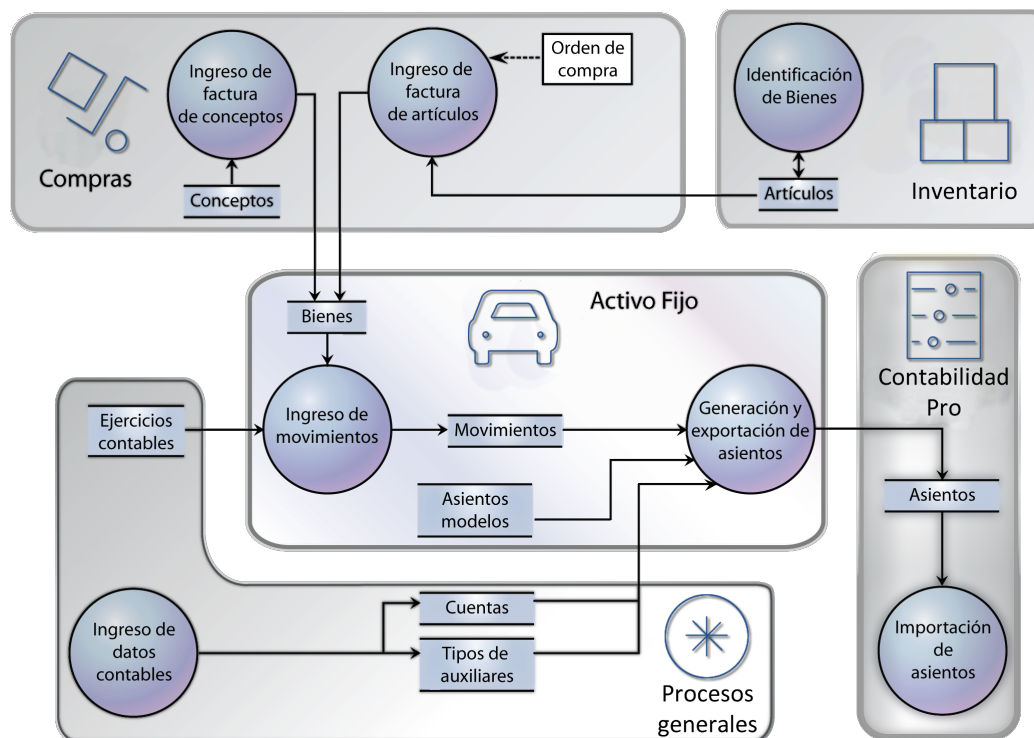 Ingreso de
factura
de conceptos
Ingreso de
factura
de artículos
Orden de
compra
Compras
Conceptos
Identificación
de Bienes
Artículos
Inventario
Bienes
Activo Fijo
Ejercicios
contables
Ingreso de
movimientos
Movimientos
Asientos
modelos
Generación y
exportación de
asientos
Contabilidad
Pro
Asientos
Importación
de
asientos
Ingreso de
datos
contables
Cuentas
Tipos de
auxiliares
Procesos
generales